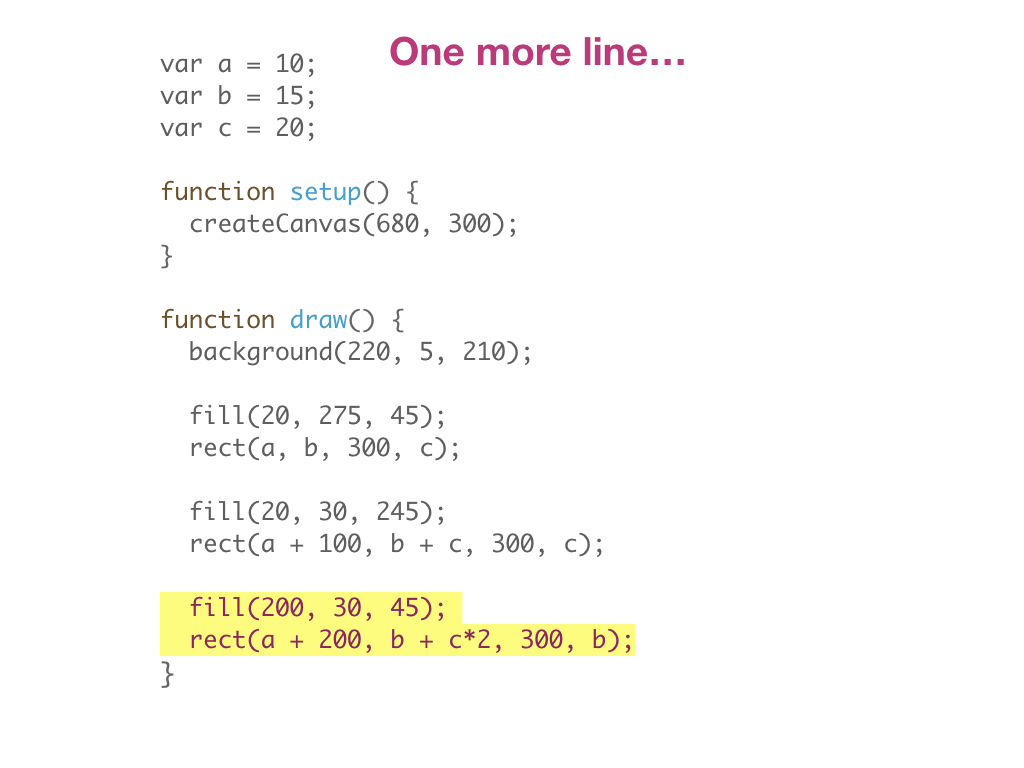 One more line…
var a = 10;
var b = 15;
var c = 20;
function setup() {
  createCanvas(680, 300);
}
function draw() {
  background(220, 5, 210);
  fill(20, 275, 45);
  rect(a, b, 300, c);
  fill(20, 30, 245);
  rect(a + 100, b + c, 300, c);
  fill(200, 30, 45);
  rect(a + 200, b + c*2, 300, b);
}